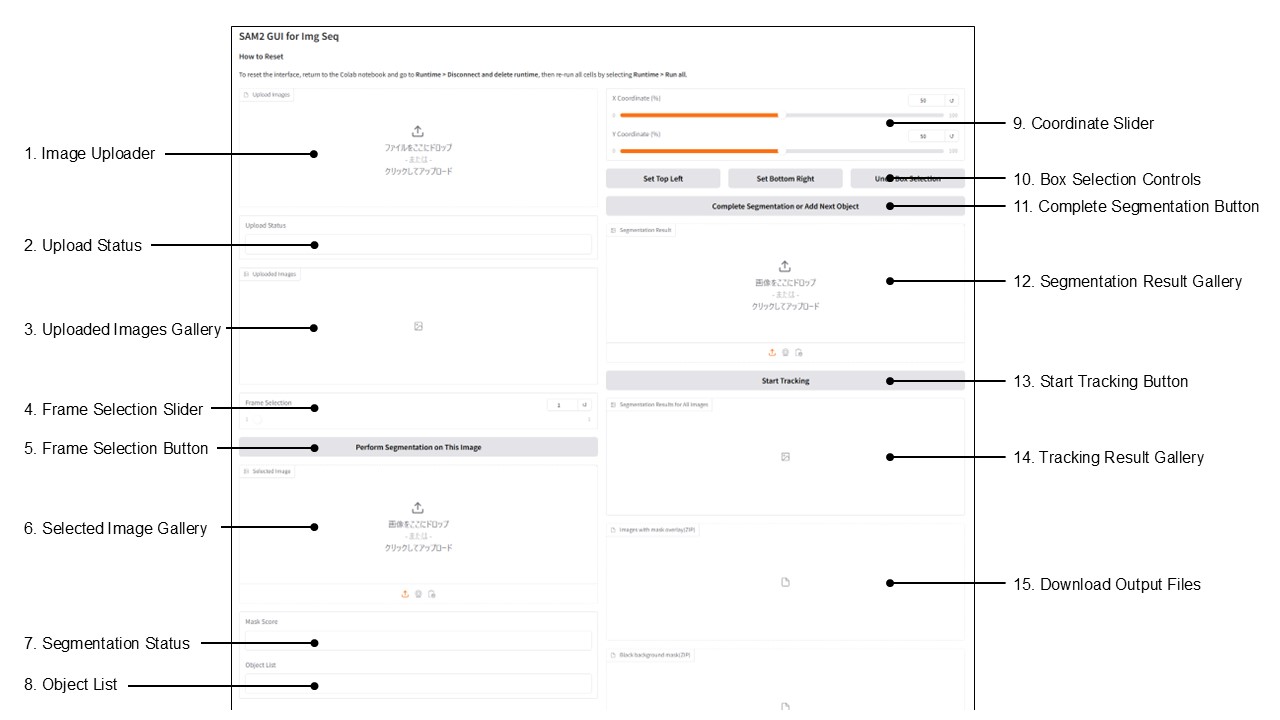 SAM2 GUI for Img Seq
How to Reset
To reset the interface, return to the Colab notebook and go to Runtime > Disconnect and delete runtime, then re-run all cells by selecting Runtime > Run all.
1. Image Uploader
Upload Images
ファイルをここにドロップ
- または -
クリックしてアップロード
2. Upload Status
Upload Status
3. Uploaded Images Gallery
Uploaded Images
4. Frame Selection Slider
Frame Selection
1
1
1
5. Frame Selection Button
Perform Segmentation on This Image
6. Selected Image Gallery
Selected Image
画像をここにドロップ
- または -
クリックしてアップロード
7. Segmentation Status
Mask Score
8. Object List
Object List
X Coordinate (%)
50
0
100
Y Coordinate (%)
50
0
100
9. Coordinate Slider
Set Top Left
Set Bottom Right
Undo Box Selection
10. Box Selection Controls
Complete Segmentation or Add Next Object
11. Complete Segmentation Button
Segmentation Result
画像をここにドロップ
- または -
クリックしてアップロード
12. Segmentation Result Gallery
Start Tracking
13. Start Tracking Button
Segmentation Results for All Images
14. Tracking Result Gallery
Images with mask overlay(ZIP)
15. Download Output Files
Black background mask(ZIP)